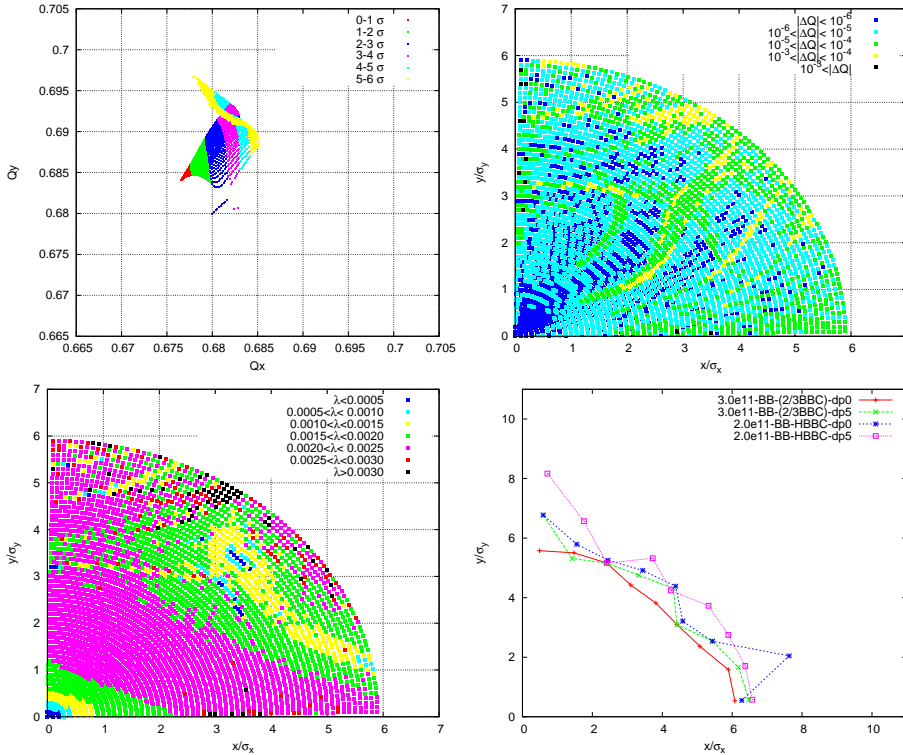 0.705
0.7
0.695
0.69
0.685
0.68
0.675
0.67
0.665
Qy
0-1 σ
1-2 σ
2-3 σ
3-4 σ
4-5 σ
5-6 σ
0.665 0.67 0.675 0.68 0.685 0.69 0.695 0.7 0.705
Qx
7
6
5
4
3
2
1
0
y/σy
|ΔQ|< 10-6
10-6<|ΔQ|< 10-5
10-5<|ΔQ|< 10-4
10-3<|ΔQ|< 10-4
10-3<|ΔQ|
0 1 2 3 4 5 6 7
x/σx
7
6
5
4
3
2
1
0
y/σy
λ<0.0005
0.0005<λ< 0.0010
0.0010<λ<0.0015
0.0015<λ<0.0020
0.0020<λ< 0.0025
0.0025<λ<0.0030
λ>0.0030
0 1 2 3 4 5 6 7
x/σx
10
8
6
4
2
0
y/σy
3.0e11-BB-(2/3BBC)-dp0
3.0e11-BB-(2/3BBC)-dp5
2.0e11-BB-HBBC-dp0
2.0e11-BB-HBBC-dp5
0 2 4 6 8 10
x/σx